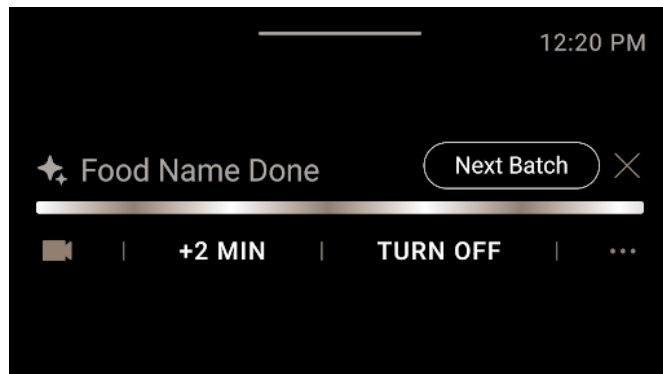 12:20 PM
Food Name Done
Next Batch
+2 MIN | TURN OFF